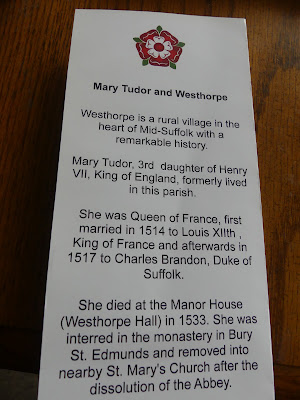 Mary Tudor and Westhorpe
Westhorpe is a rural village in the
heart of Mid-Suffolk with a
remarkable history.
Mary Tudor, 3rd daughter of Henry
VII, King of England, formerly lived
in this parish.
She was Queen of France, first
married in 1514 to Louis XIIth ,
King of France and afterwards in
1517 to Charles Brandon, Duke of
Suffolk.
She died at the Manor House
(Westhorpe Hall) in 1533. She was
interred in the monastery in Bury
St. Edmunds and removed into
nearby St. Mary's Church after the
dissolution of the Abbey.